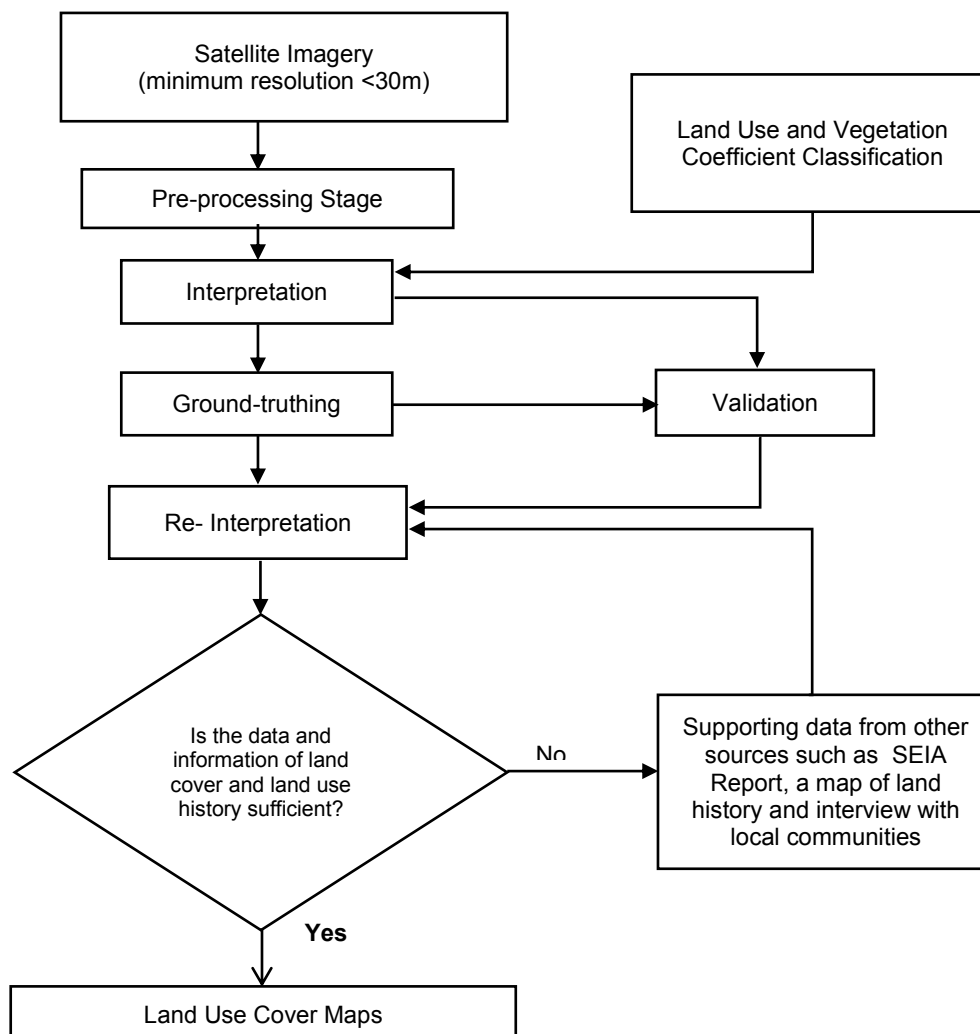 Satellite Imagery
(minimum resolution <30m)
Land Use and Vegetation
Coefficient Classification
Pre-processing Stage
Interpretation
Ground-truthing
Validation
Re- Interpretation
Is the data and
information of land
cover and land use
history sufficient?
No
Supporting data from other
sources such as SEIA
Report, a map of land
history and interview with
local communities
Yes
Land Use Cover Maps